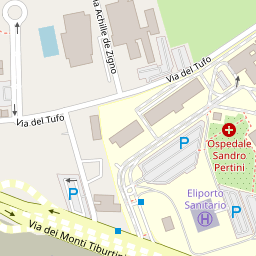 via Achille de Zigno
Via del Tufo
Via del Tufo
P
Ospedale
Sandro
Pertini
P
Eliporto
Sanitario
H
P
Via dei Monti Tiburtini